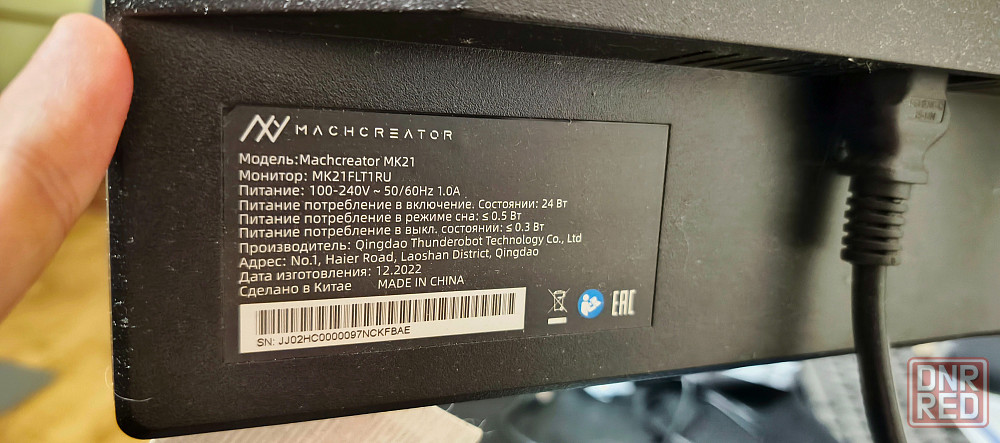 MACHCREATOR
Модель:Machcreator MK21
Монитор: MK21FLT1RU
Питание: 100-240V ~ 50/60Hz 1.0A
Питание потребление в включение. Состоянии: 24 Вт
Питание потребление в режиме сна: ≤ 0.5 Вт
Питание потребление в выкл. состоянии: ≤ 0.3 Вт
Производитель: Qingdao Thunderobot Technology Co., Ltd
Адрес: No.1, Haier Road, Laoshan District, Qingdao
Дата изготовления: 12.2022
Сделано в Китае MADE IN CHINA
SN: JJ02HC0000097NCKFBAE
EAC
DNR
RED